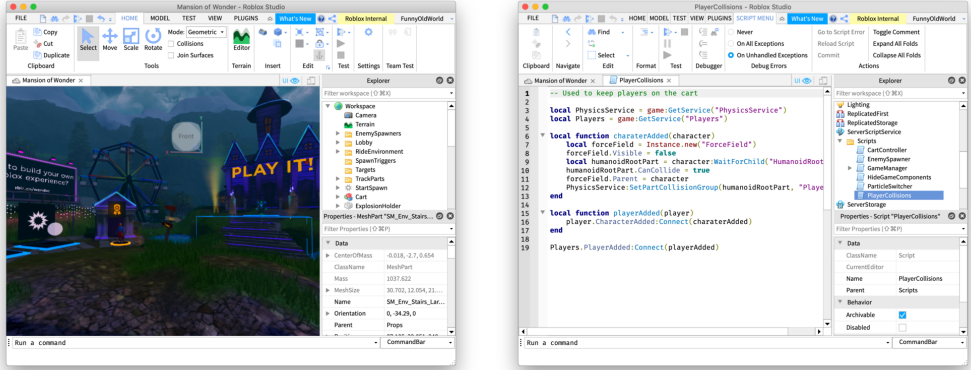 Mansion of Wonder - Roblox Studio
FILE HOME MODEL TEST VIEW PLUGINS What's New Roblox Internal FunnyOldWorld
Paste Copy Cut Duplicate Select Move Scale Rotate Mode: Geometric Collisions Join Surfaces Editor
Clipboard Tools Terrain Insert Edit Test Settings Team Test
Mansion of Wonder × UI
Explorer
Filter workspace (⇧⌘X)
Workspace
Camera
Terrain
EnemySpawners
Lobby
RideEnvironment
SpawnTriggers
Targets
TrackParts
StartSpawn
Cart
ExplosionHolder
Front
PLAY IT!
to build your own
experience?
Properties - MeshPart "SM_Env_Stairs...
Filter Properties (⇧⌘P)
Data
CenterOfMass -0.018, -2.7, 0.654
ClassName MeshPart
Mass 1037.622
MeshSize 30.702, 12.054, 21....
Name SM_Env_Stairs_Lar...
Orientation 0, -34.29, 0
Parent Props
Run a command CommandBar
PlayerCollisions - Roblox Studio
FILE HOME MODEL TEST VIEW PLUGINS SCRIPT MENU What's New Roblox Internal FunnyOldWorld
Find Select Never On All Exceptions On Unhandled Exceptions Go to Script Error Reload Script Commit Toggle Comment Expand All Folds Collapse All Folds
Clipboard Navigate Edit Format Test Debugger Debug Errors Actions
Mansion of Wonder × PlayerCollisions × UI
1 -- Used to keep players on the cart
2
3 local PhysicsService = game:GetService("PhysicsService")
4 local Players = game:GetService("Players")
5
6 local function charaterAdded(character)
7 local forceField = Instance.new("ForceField")
8 forceField.Visible = false
9 local humanoidRootPart = character:WaitForChild("HumanoidRoot
10 humanoidRootPart.CanCollide = true
11 forceField.Parent = character
12 PhysicsService:SetPartCollisionGroup(humanoidRootPart, "Playe
13 end
14
15 local function playerAdded(player)
16 player.CharacterAdded:Connect(charaterAdded)
17 end
18
19 Players.PlayerAdded:Connect(playerAdded)
Explorer
Filter workspace (⇧⌘X)
Lighting
ReplicatedFirst
ReplicatedStorage
ServerScriptService
Scripts
CartController
EnemySpawner
GameManager
HideGameComponents
ParticleSwitcher
PlayerCollisions
ServerStorage
Properties - Script "PlayerCollisions"
Filter Properties (⇧⌘P)
Data
ClassName Script
CurrentEditor
Name PlayerCollisions
Parent Scripts
Behavior
Archivable
Disabled
Run a command CommandBar